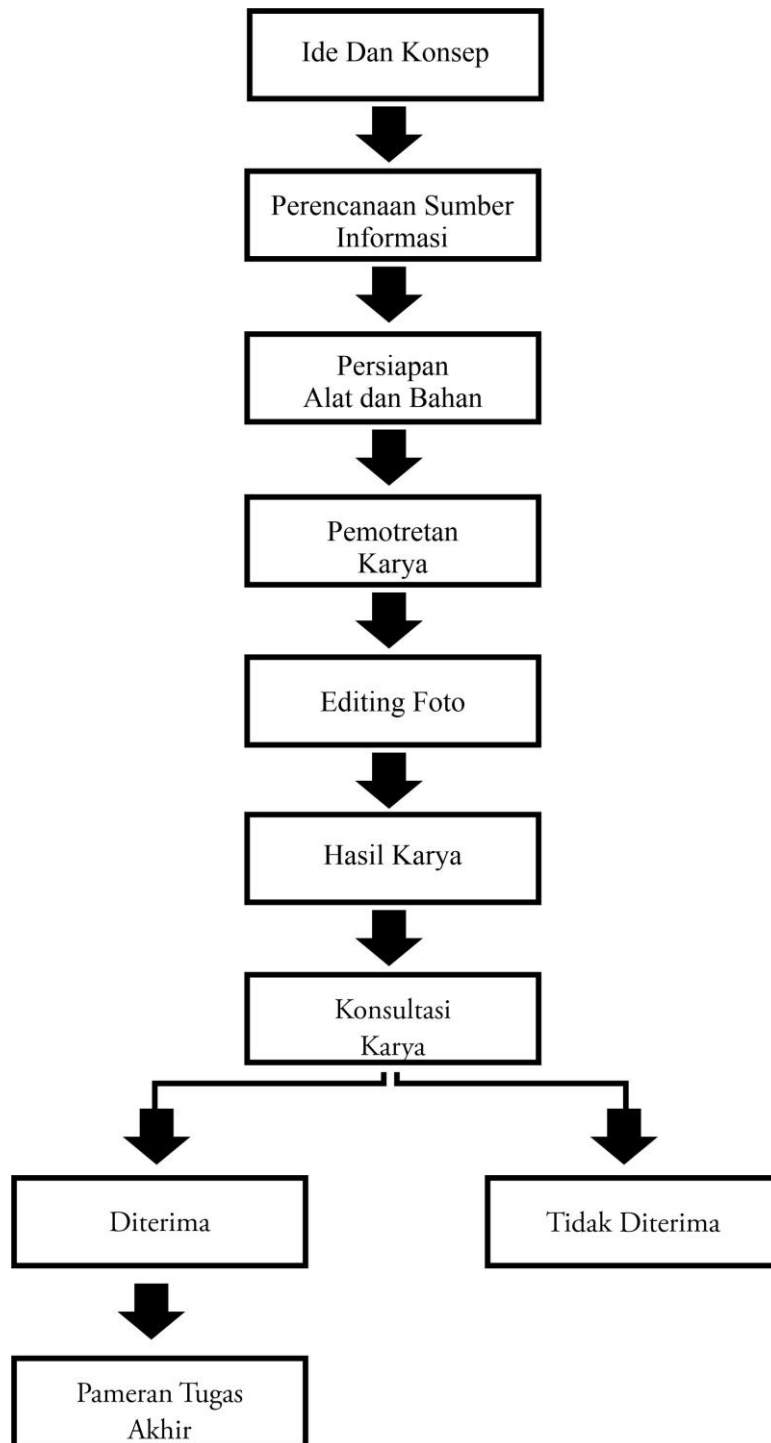 Ide Dan Konsep
Perencanaan Sumber
Informasi
Persiapan
Alat dan Bahan
Pemotretan
Karya
Editing Foto
Hasil Karya
Konsultasi
Karya
Diterima
Tidak Diterima
Pameran Tugas
Akhir